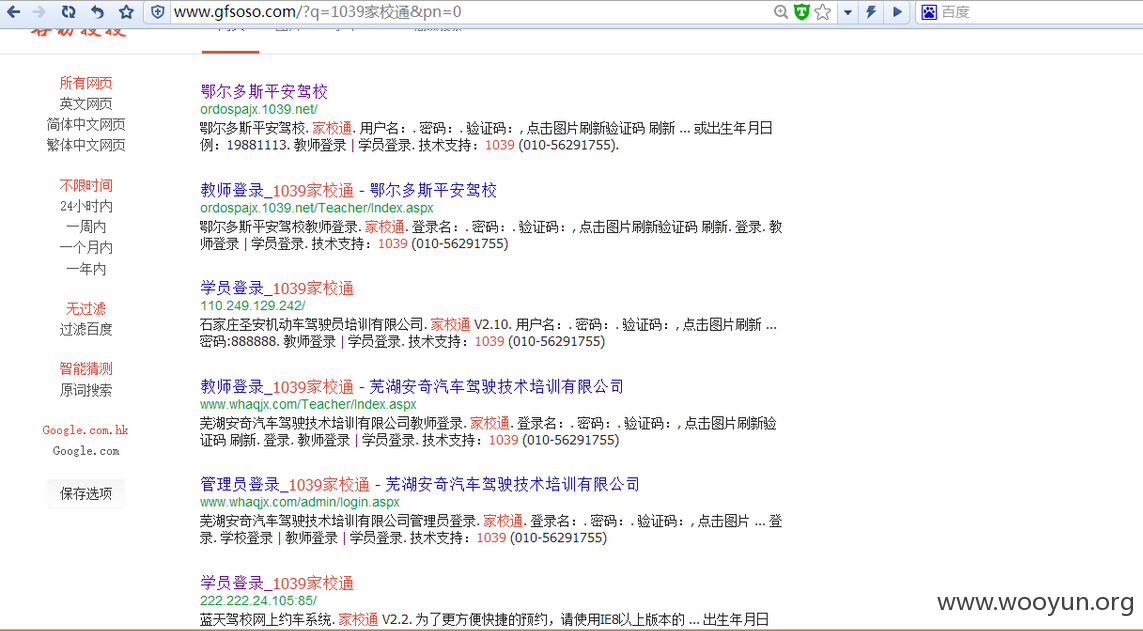 www.gfsoso.com/?q=1039家校通&pn=0
百度
所有网页
英文网页
简体中文网页
繁体中文网页
不限时间
24小时内
一周内
一个月内
一年内
无过滤
过滤百度
智能猜测
原词搜索
Google.com.hk
Google.com
保存选项
鄂尔多斯平安驾校
ordospajx.1039.net/
鄂尔多斯平安驾校. 家校通. 用户名：. 密码：. 验证码：, 点击图片刷新验证码 刷新 ... 或出生年月日
例：19881113. 教师登录 | 学员登录. 技术支持：1039 (010-56291755).
教师登录_1039家校通 - 鄂尔多斯平安驾校
ordospajx.1039.net/Teacher/Index.aspx
鄂尔多斯平安驾校教师登录. 家校通. 登录名：. 密码：. 验证码：, 点击图片刷新验证码 刷新. 登录. 教
师登录 | 学员登录. 技术支持：1039 (010-56291755)
学员登录_1039家校通
110.249.129.242/
石家庄圣安机动车驾驶员培训有限公司. 家校通 V2.10. 用户名：. 密码：. 验证码：, 点击图片刷新 ...
密码:888888. 教师登录 | 学员登录. 技术支持：1039 (010-56291755)
教师登录_1039家校通 - 芜湖安奇汽车驾驶技术培训有限公司
www.whaqjx.com/Teacher/Index.aspx
芜湖安奇汽车驾驶技术培训有限公司教师登录. 家校通. 登录名：. 密码：. 验证码：, 点击图片刷新验
证码 刷新. 登录. 教师登录 | 学员登录. 技术支持：1039 (010-56291755)
管理员登录_1039家校通 - 芜湖安奇汽车驾驶技术培训有限公司
www.whaqjx.com/admin/login.aspx
芜湖安奇汽车驾驶技术培训有限公司管理员登录. 家校通. 登录名：. 密码：. 验证码：, 点击图片 ... 登
录. 学校登录 | 教师登录 | 学员登录. 技术支持：1039 (010-56291755)
学员登录_1039家校通
222.222.24.105:85/
蓝天驾校网上约车系统. 家校通 V2.2. 为了更方便快捷的预约，请使用IE8以上版本的 ... 出生年月日
www.wooyun.org